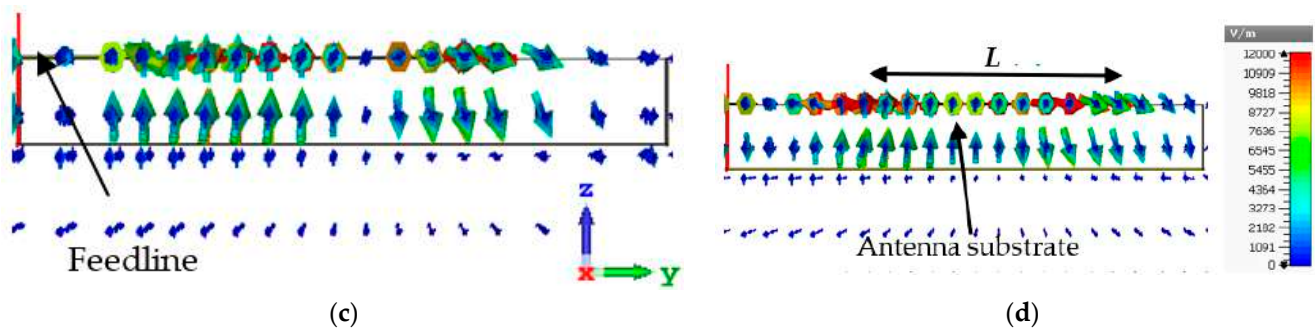 V/m
12000
10909
9818
8727
7636
6545
5455
4364
3273
2182
1091
0
L
z
x
y
Feedline
Antenna substrate
(c)
(d)